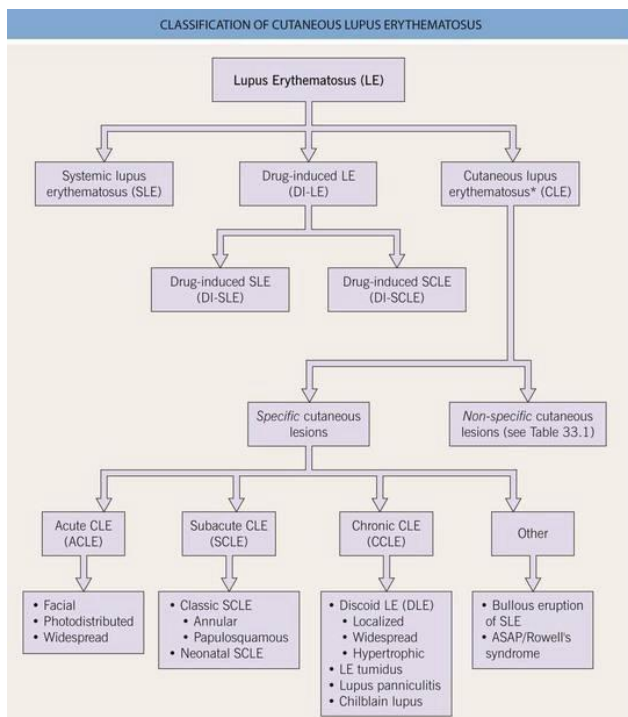 CLASSIFICATION OF CUTANEOUS LUPUS ERYTHEMATOSUS
Lupus Erythematosus (LE)
Systemic lupus
erythematosus (SLE)
Drug-induced LE
(DI-LE)
Cutaneous lupus
erythematosus* (CLE)
Drug-induced SLE
(DI-SLE)
Drug-induced SCLE
(DI-SCLE)
Specific cutaneous
lesions
Non-specific cutaneous
lesions (see Table 33.1)
Acute CLE
(ACLE)
Subacute CLE
(SCLE)
Chronic CLE
(CCLE)
Other
• Facial
• Photodistributed
• Widespread
• Classic SCLE
• Annular
• Papulosquamous
• Neonatal SCLE
• Discoid LE (DLE)
• Localized
• Widespread
• Hypertrophic
• LE tumidus
• Lupus panniculitis
• Chilblain lupus
• Bullous eruption
of SLE
• ASAP/Rowell's
syndrome